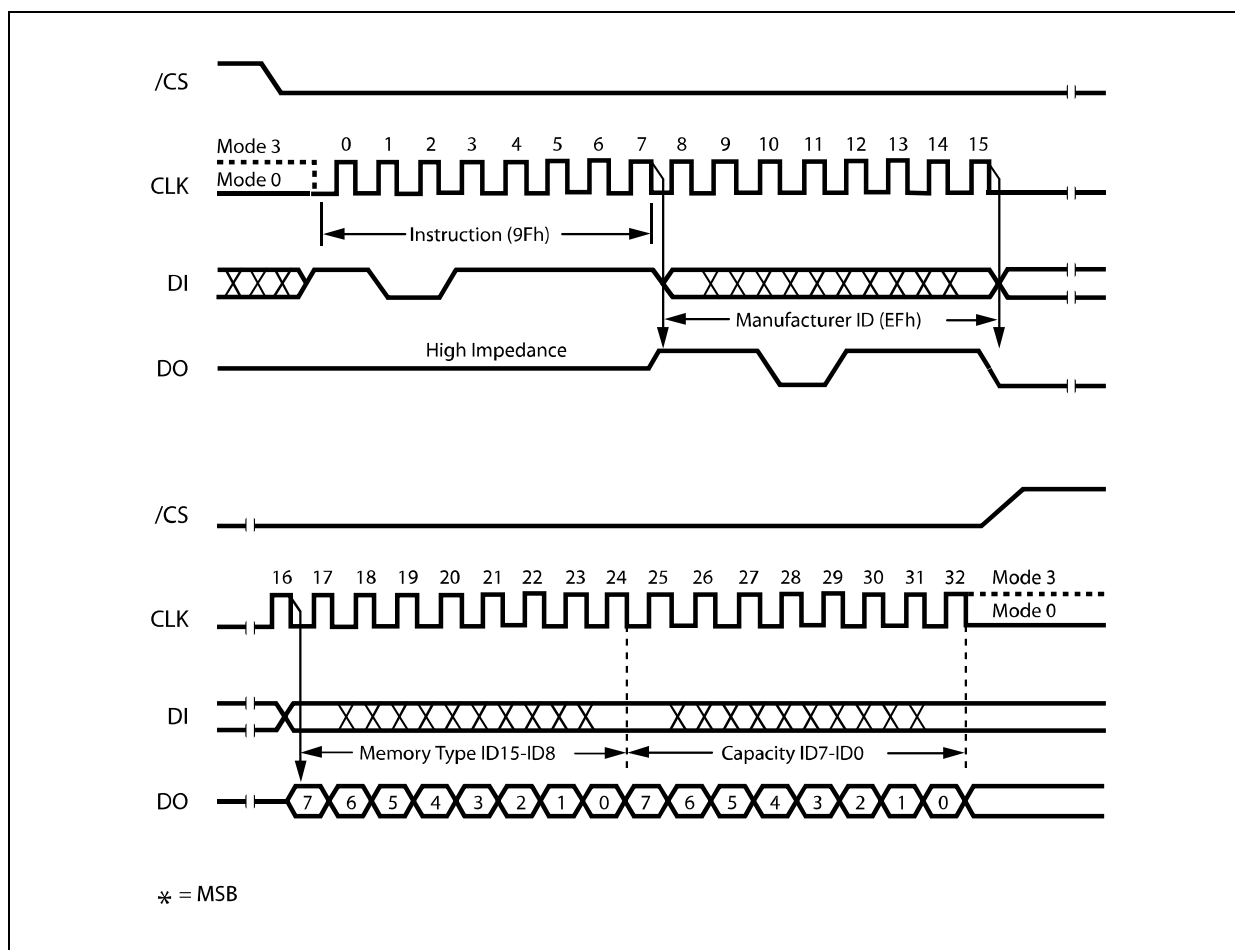 /CS
Mode 3
0 1 2 3 4 5 6 7 8 9 10 11 12 13 14 15
Mode 0
CLK
Instruction (9Fh)
DI
Manufacturer ID (EFh)
High Impedance
DO
/CS
16 17 18 19 20 21 22 23 24 25 26 27 28 29 30 31 32
Mode 3
CLK
Mode 0
DI
Memory Type ID15-ID8
Capacity ID7-ID0
DO
7 6 5 4 3 2 1 0 7 6 5 4 3 2 1 0
* = MSB